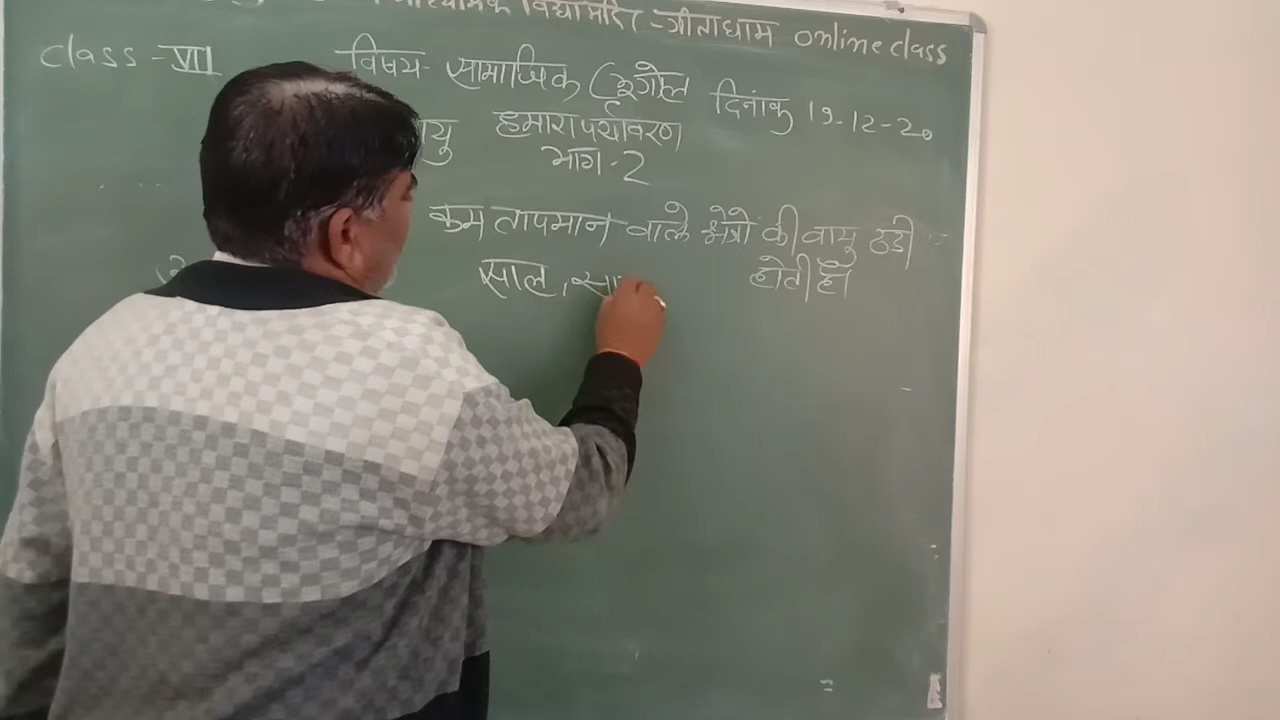 विद्यामंदिर - गीताधाम online class
class - VII विषय - सामाजिक (भूगोल दिनांक 19-12-20
हमारा पर्यावरण
भाग - 2
कम तापमान वाले क्षेत्रों की वायु ठंडी
होती है।
साल,